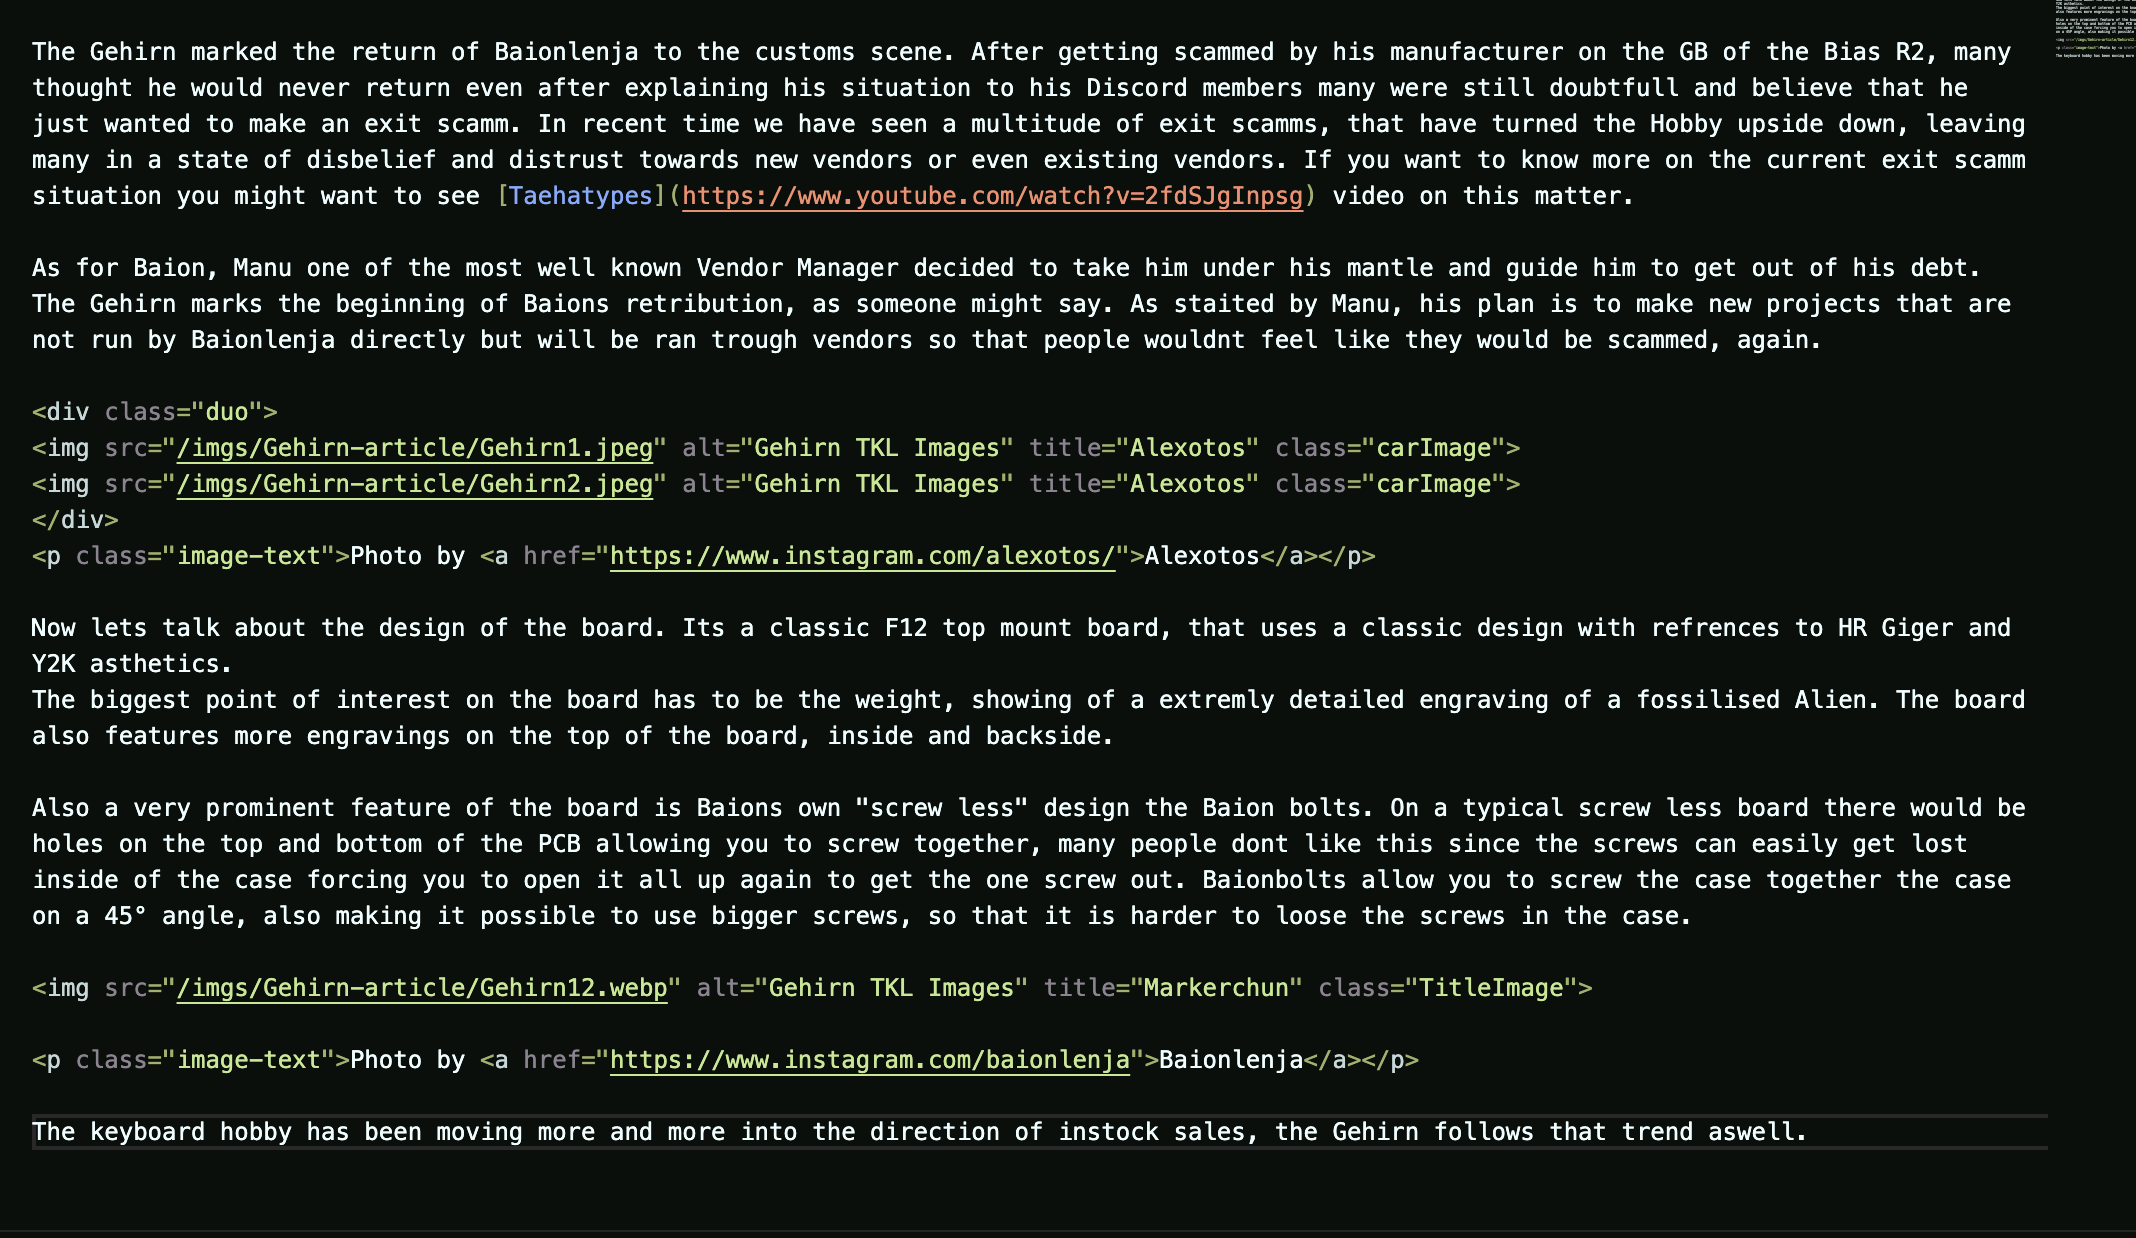 The Gehirn marked the return of Baionlenja to the customs scene. After getting scammed by his manufacturer on the GB of the Bias R2, many
thought he would never return even after explaining his situation to his Discord members many were still doubtfull and believe that he
just wanted to make an exit scamm. In recent time we have seen a multitude of exit scamms, that have turned the Hobby upside down, leaving
many in a state of disbelief and distrust towards new vendors or even existing vendors. If you want to know more on the current exit scamm
situation you might want to see [Taehatypes](https://www.youtube.com/watch?v=2fdSJgInpsg) video on this matter.

As for Baion, Manu one of the most well known Vendor Manager decided to take him under his mantle and guide him to get out of his debt.
The Gehirn marks the beginning of Baions retribution, as someone might say. As staited by Manu, his plan is to make new projects that are
not run by Baionlenja directly but will be ran trough vendors so that people wouldnt feel like they would be scammed, again.

<div class="duo">
<img src="/imgs/Gehirn-article/Gehirn1.jpeg" alt="Gehirn TKL Images" title="Alexotos" class="carImage">
<img src="/imgs/Gehirn-article/Gehirn2.jpeg" alt="Gehirn TKL Images" title="Alexotos" class="carImage">
</div>
<p class="image-text">Photo by <a href="https://www.instagram.com/alexotos/">Alexotos</a></p>

Now lets talk about the design of the board. Its a classic F12 top mount board, that uses a classic design with refrences to HR Giger and
Y2K asthetics.
The biggest point of interest on the board has to be the weight, showing of a extremly detailed engraving of a fossilised Alien. The board
also features more engravings on the top of the board, inside and backside.

Also a very prominent feature of the board is Baions own "screw less" design the Baion bolts. On a typical screw less board there would be
holes on the top and bottom of the PCB allowing you to screw together, many people dont like this since the screws can easily get lost
inside of the case forcing you to open it all up again to get the one screw out. Baionbolts allow you to screw the case together the case
on a 45° angle, also making it possible to use bigger screws, so that it is harder to loose the screws in the case.

<img src="/imgs/Gehirn-article/Gehirn12.webp" alt="Gehirn TKL Images" title="Markerchun" class="TitleImage">

<p class="image-text">Photo by <a href="https://www.instagram.com/baionlenja">Baionlenja</a></p>

The keyboard hobby has been moving more and more into the direction of instock sales, the Gehirn follows that trend aswell.